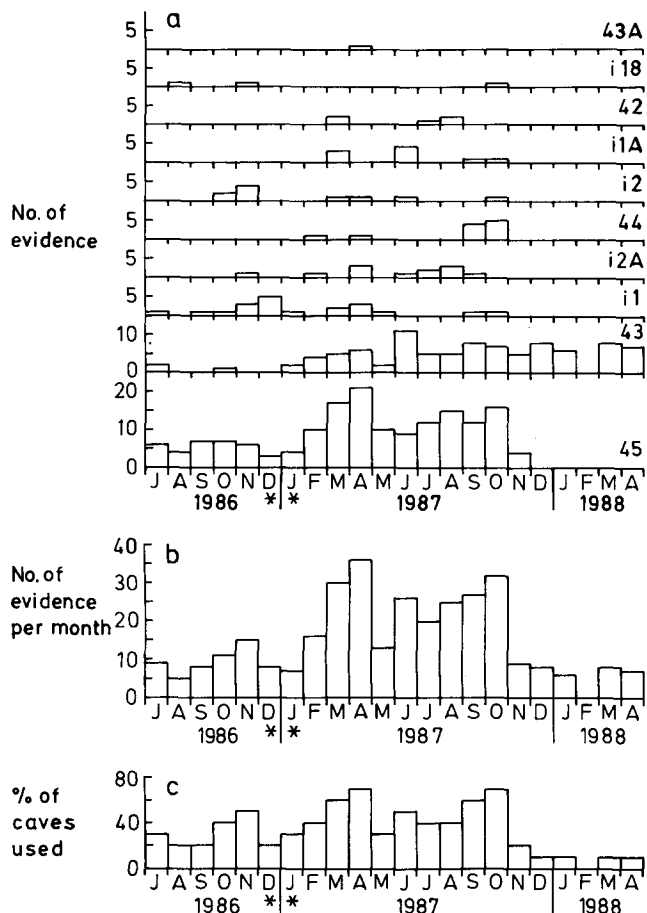 a
5 43A
5 i18
5 42
5 i1A
5 i2
No. of
evidence
5 44
5 i2A
5 i1
10 43
0
20
10
0 45
J A S O N D J F M A M J J A S O N D J F M A
1986 * * 1987 1988
b
No. of
evidence
per month
40
30
20
10
0
J A S O N D J F M A M J J A S O N D J F M A
1986 * * 1987 1988
c
% of
caves
used
80
40
0
J A S O N D J F M A M J J A S O N D J F M A
1986 * * 1987 1988